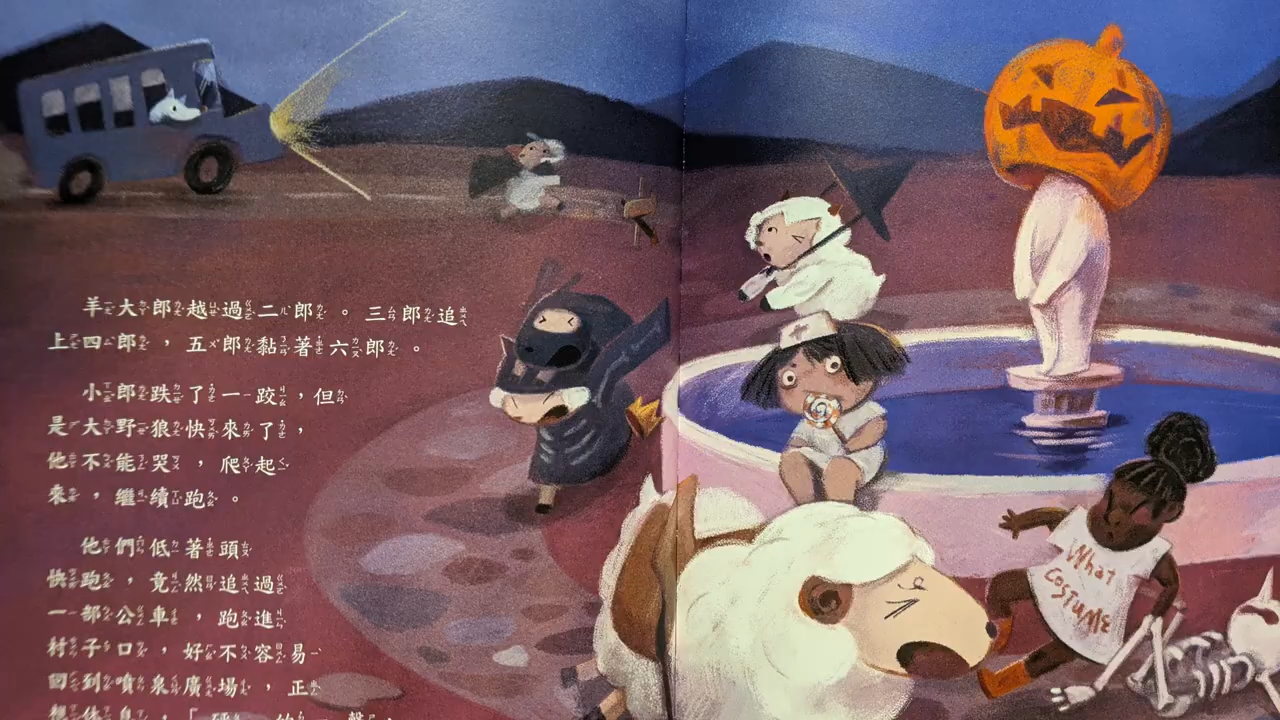 羊大郎越過二郎。三郎追
上四郎，五郎黏著六郎。
小郎跌了一跤，但
是大野狼快來了，
他不能哭，爬起
來，繼續跑。
他們低著頭
快跑，竟然追過
一部公車，跑進
村子口，好不容易
回到噴泉廣場，正
What
COSTUME